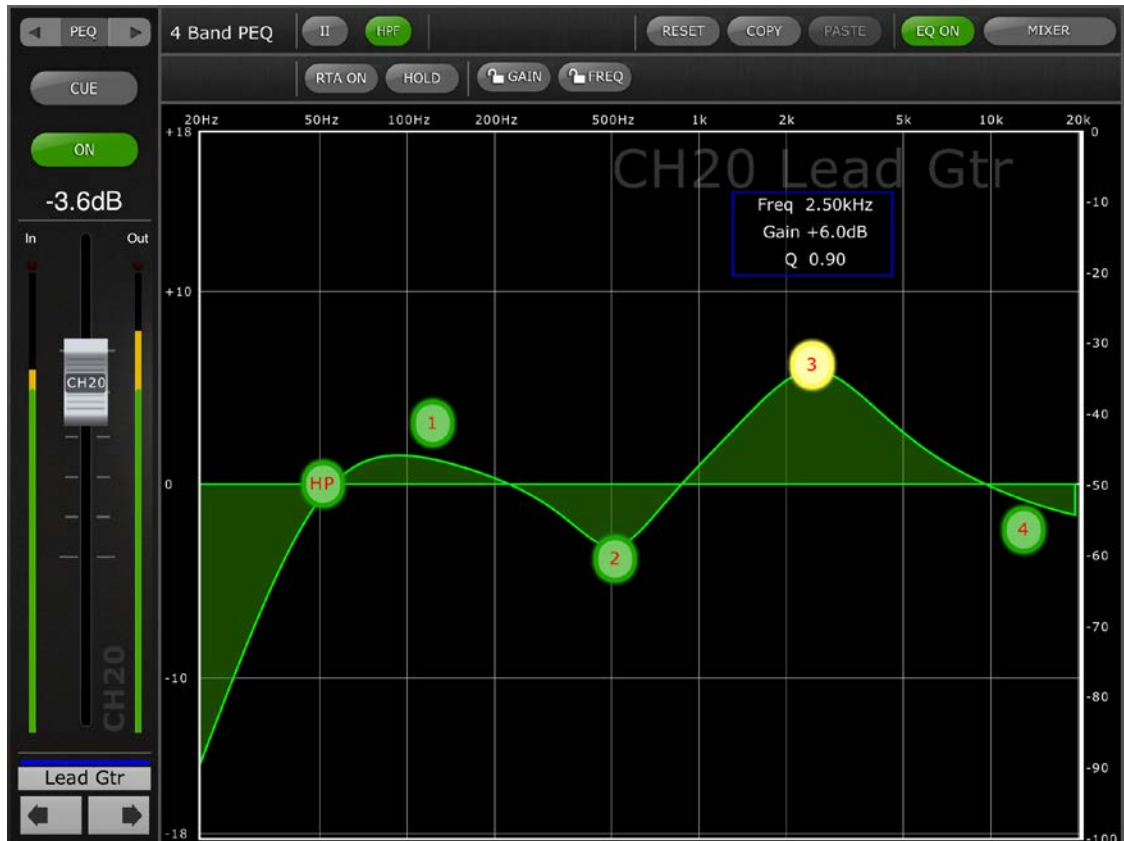 PEQ
4 Band PEQ
II
HPF
RESET
COPY
PASTE
EQ ON
MIXER
CUE
RTA ON
HOLD
GAIN
FREQ
ON
-3.6dB
In
Out
CH20
CH20
Lead Gtr
20Hz 50Hz 100Hz 200Hz 500Hz 1k 2k 5k 10k 20k
+18
+10
0
-10
-18
CH20 Lead Gtr
Freq 2.50kHz
Gain +6.0dB
Q 0.90
HP
1
2
3
4
0
-10
-20
-30
-40
-50
-60
-70
-80
-90
-100